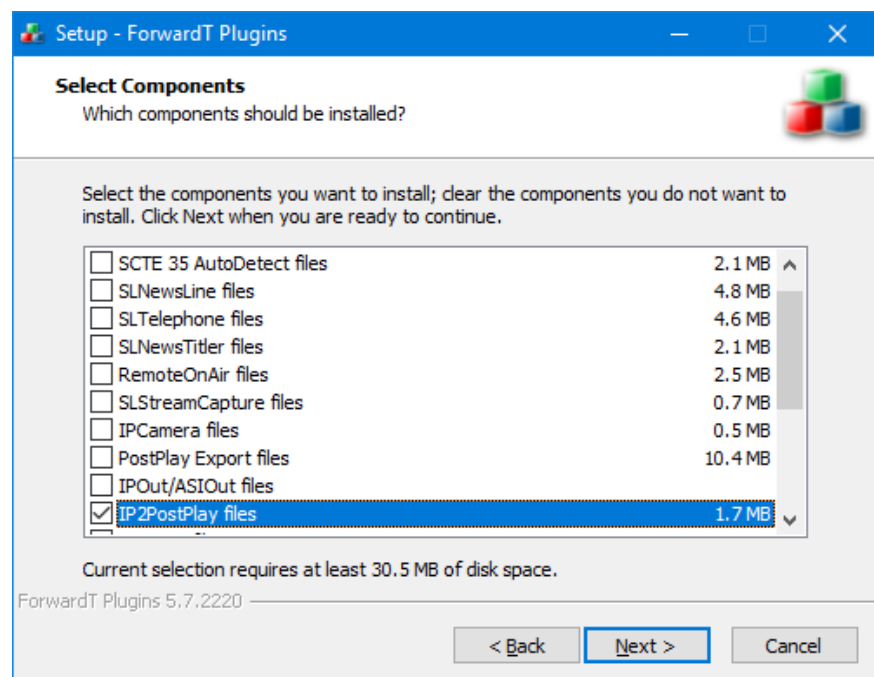 Setup - ForwardT Plugins
Select Components
Which components should be installed?
Select the components you want to install; clear the components you do not want to
install. Click Next when you are ready to continue.
SCTE 35 AutoDetect files 2.1 MB
SLNewsLine files 4.8 MB
SLTelephone files 4.6 MB
SLNewsTitler files 2.1 MB
RemoteOnAir files 2.5 MB
SLStreamCapture files 0.7 MB
IPCamera files 0.5 MB
PostPlay Export files 10.4 MB
IPOut/ASIOut files
IP2PostPlay files 1.7 MB
Current selection requires at least 30.5 MB of disk space.
ForwardT Plugins 5.7.2220
< Back Next > Cancel